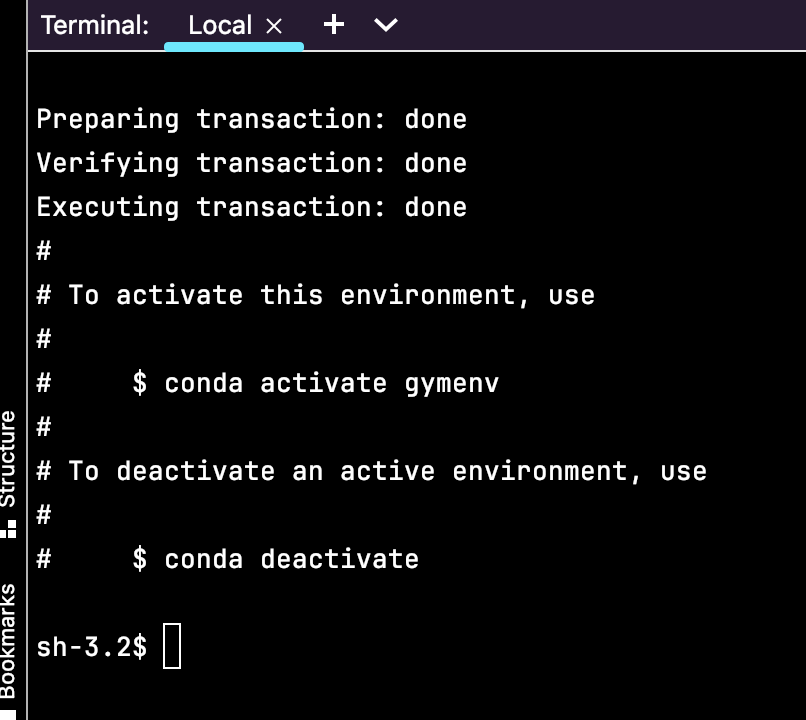 Terminal: Local × + 
Preparing transaction: done
Verifying transaction: done
Executing transaction: done
#
# To activate this environment, use
#
#     $ conda activate gymenv
#
# To deactivate an active environment, use
#
#     $ conda deactivate
sh-3.2$
Structure
Bookmarks